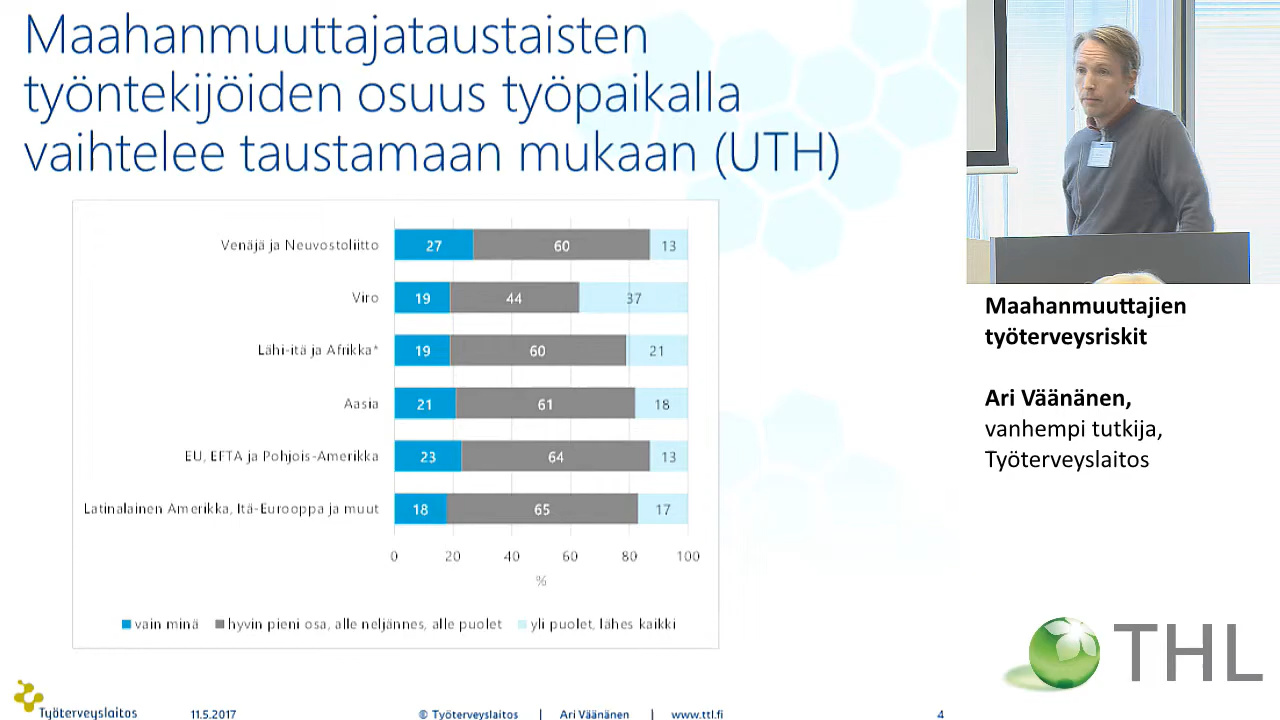 Maahanmuuttajataustaisten
työntekijöiden osuus työpaikalla
vaihtelee taustamaan mukaan (UTH)
Venäjä ja Neuvostoliitto 27 60 13
Viro 19 44 37
Lähi-itä ja Afrikka* 19 60 21
Aasia 21 61 18
EU, EFTA ja Pohjois-Amerikka 23 64 13
Latinalainen Amerikka, Itä-Eurooppa ja muut 18 65 17
0 20 40 60 80 100
%
vain minä hyvin pieni osa, alle neljännes, alle puolet yli puolet, lähes kaikki
Työterveyslaitos 11.5.2017 © Työterveyslaitos | Ari Väänänen | www.ttl.fi 4
Maahanmuuttajien
työterveysriskit
Ari Väänänen,
vanhempi tutkija,
Työterveyslaitos
THL